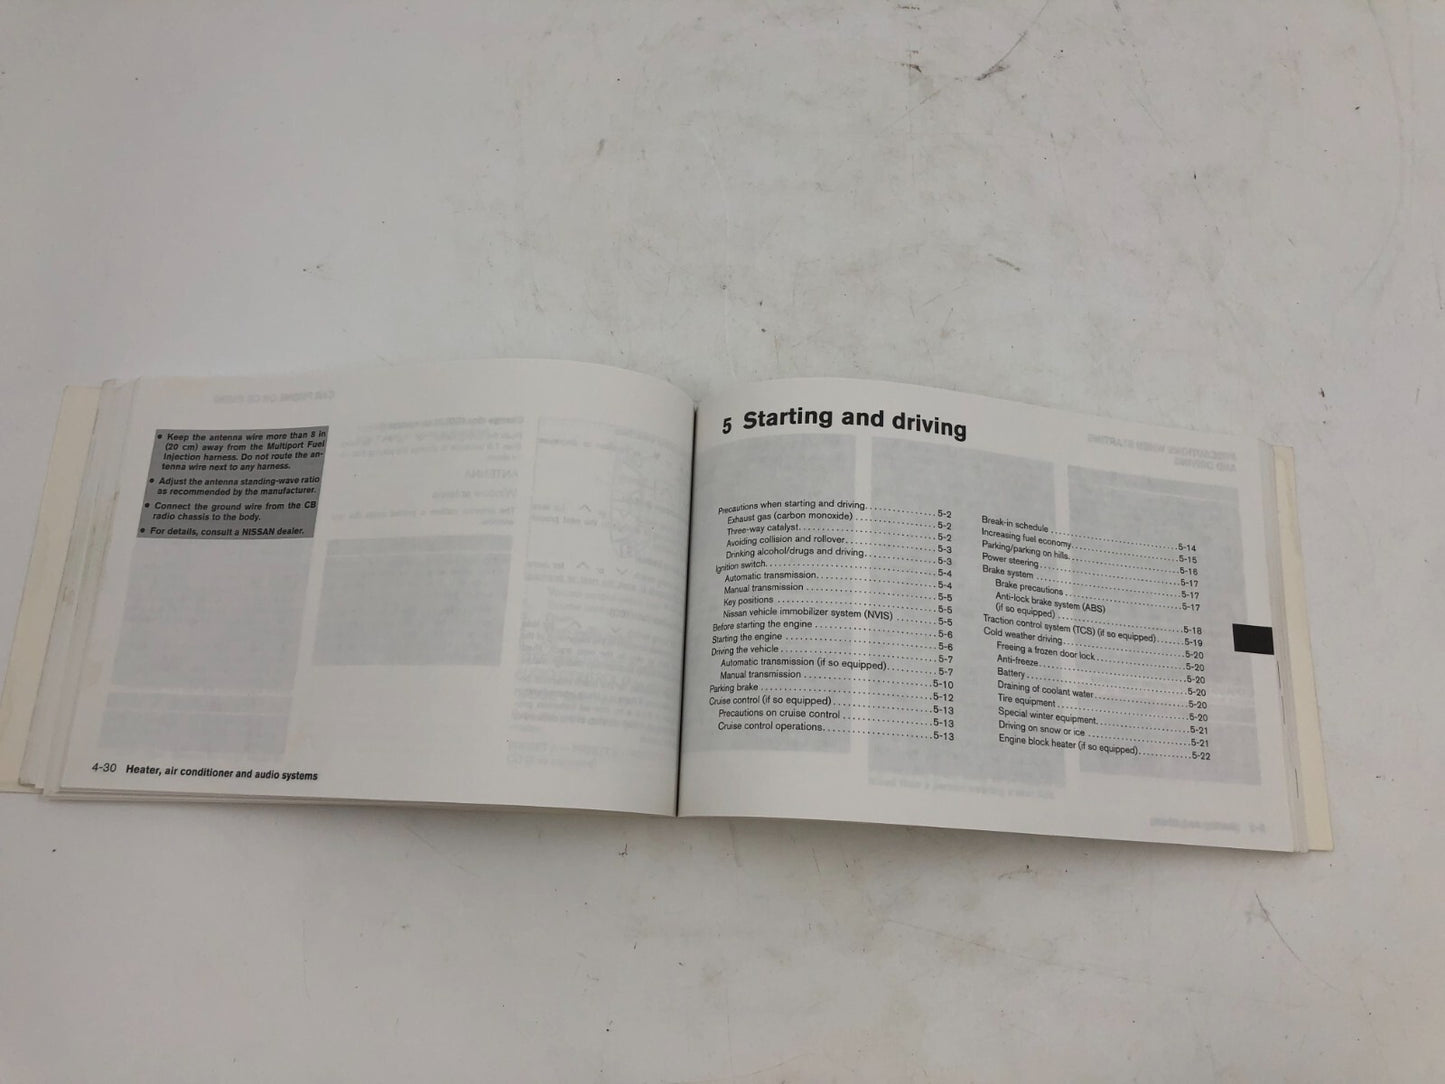 ● Keep the antenna wire more than 8 in
(20 cm) away from the Multiport Fuel
Injection harness. Do not route the an-
tenna wire next to any harness.
● Adjust the antenna standing-wave ratio
as recommended by the manufacturer.
● Connect the ground wire from the CB
radio chassis to the body.
● For details, consult a NISSAN dealer.
4-30 Heater, air conditioner and audio systems
5 Starting and driving
Precautions when starting and driving 5-2
Exhaust gas (carbon monoxide) 5-2
Three-way catalyst 5-2
Avoiding collision and rollover 5-3
Drinking alcohol/drugs and driving 5-3
Ignition switch 5-4
Automatic transmission 5-4
Manual transmission 5-5
Key positions 5-5
Nissan vehicle immobilizer system (NVIS) 5-5
Before starting the engine 5-6
Starting the engine 5-6
Driving the vehicle 5-7
Automatic transmission (if so equipped) 5-7
Manual transmission 5-10
Parking brake 5-12
Cruise control (if so equipped) 5-13
Precautions on cruise control 5-13
Cruise control operations 5-13
Break-in schedule 5-14
Increasing fuel economy 5-15
Parking/parking on hills 5-16
Power steering 5-17
Brake system 5-17
Brake precautions 5-17
Anti-lock brake system (ABS)
(if so equipped) 5-18
Traction control system (TCS) (if so equipped) 5-19
Cold weather driving 5-20
Freeing a frozen door lock 5-20
Anti-freeze 5-20
Battery 5-20
Draining of coolant water 5-20
Tire equipment 5-20
Special winter equipment 5-21
Driving on snow or ice 5-21
Engine block heater (if so equipped) 5-22